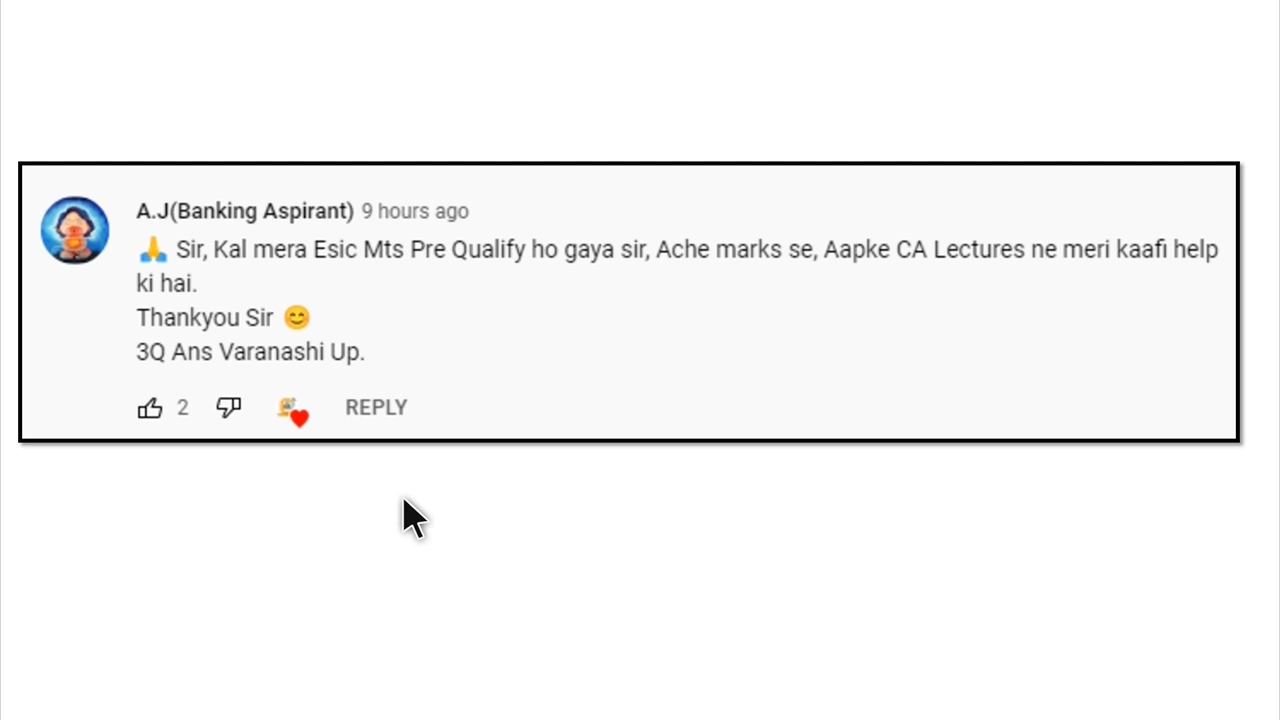 A.J(Banking Aspirant) 9 hours ago
🙏 Sir, Kal mera Esic Mts Pre Qualify ho gaya sir, Ache marks se, Aapke CA Lectures ne meri kaafi help
ki hai.
Thankyou Sir 😊
3Q Ans Varanashi Up.
2 REPLY